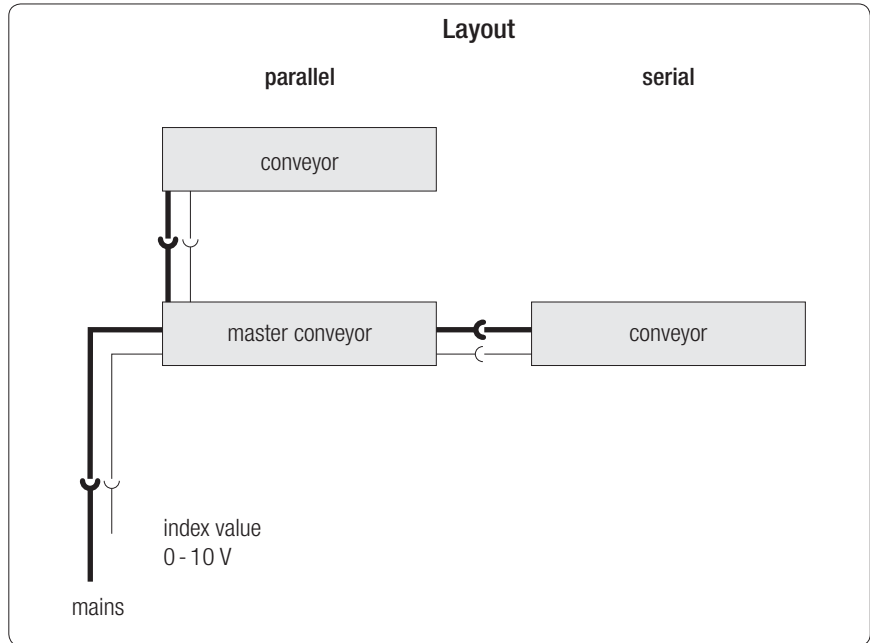 Layout
parallel
serial
conveyor
master conveyor
conveyor
index value
0 - 10 V
mains